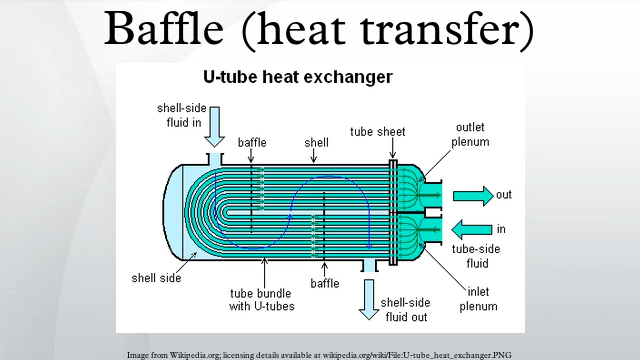 Baffle (heat transfer)
U-tube heat exchanger
shell-side
fluid in
baffle
shell
tube sheet
outlet
plenum
out
in
tube-side
fluid
shell side
tube bundle
with U-tubes
baffle
shell-side
fluid out
inlet
plenum
Image from Wikipedia.org; licensing details available at wikipedia.org/wiki/File:U-tube_heat_exchanger.PNG